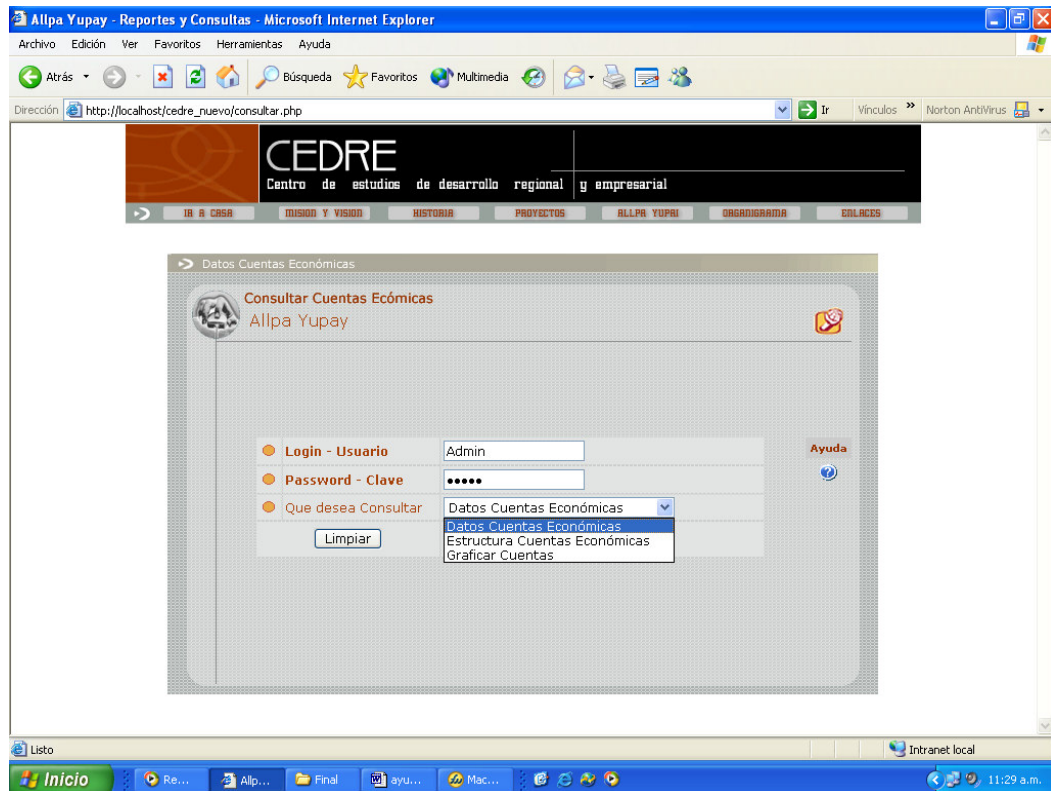 Allpa Yupay - Reportes y Consultas - Microsoft Internet Explorer
Archivo Edición Ver Favoritos Herramientas Ayuda
Atrás Búsqueda Favoritos Multimedia
Dirección http://localhost/cedre_nuevo/consultar.php Ir Vínculos » Norton AntiVirus
CEDRE
Centro de estudios de desarrollo regional y empresarial
IR A CASA MISION Y VISION HISTORIA PROYECTOS ALLPA YUPAI ORGANIGRAMA ENLACES
Datos Cuentas Económicas
Consultar Cuentas Ecómicas
Allpa Yupay
Login - Usuario Admin Ayuda
Password - Clave •••••
Que desea Consultar Datos Cuentas Económicas
Datos Cuentas Económicas
Limpiar Estructura Cuentas Económicas
Graficar Cuentas
Listo Intranet local
Inicio Re... Allp... Final ayu... Mac... 11:29 a.m.